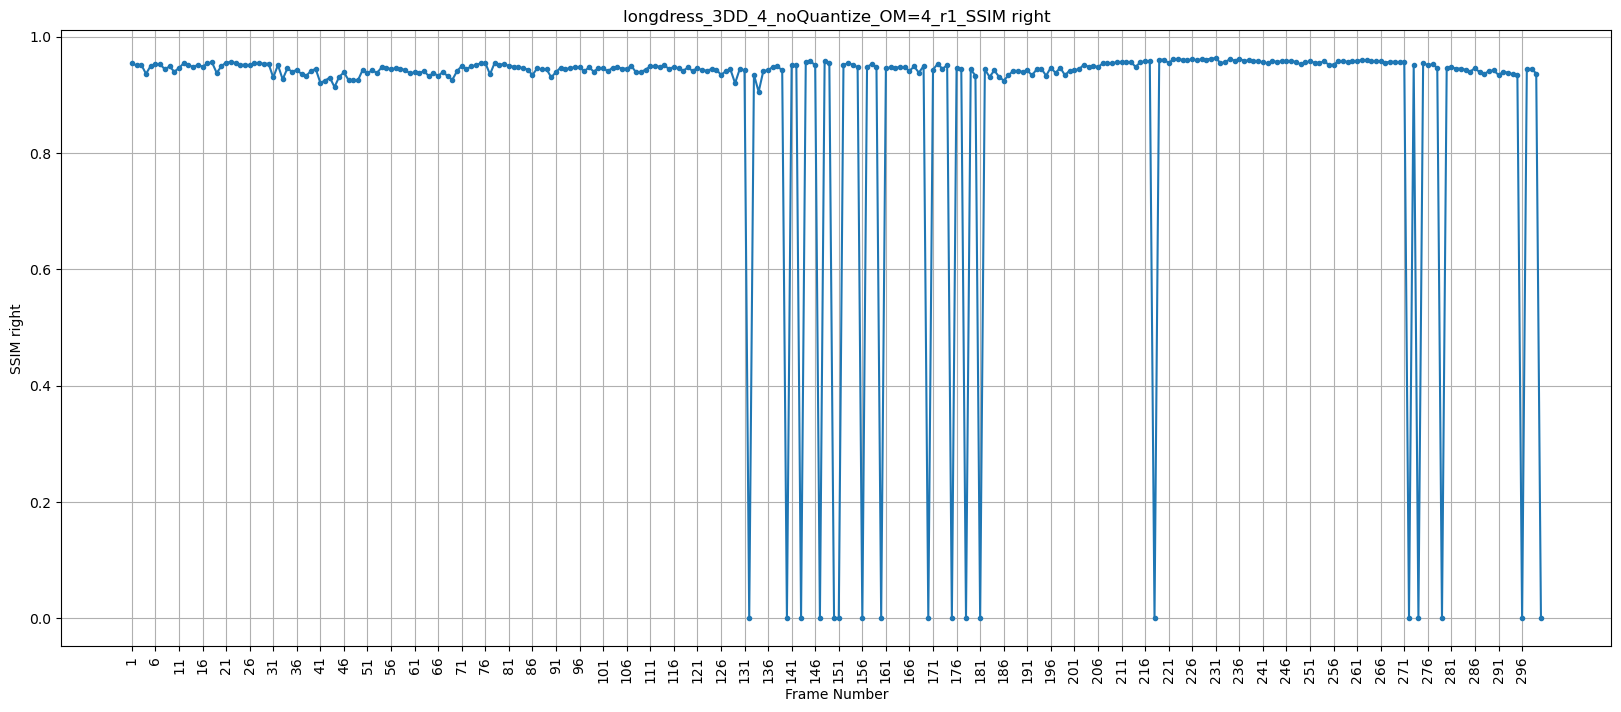 longdress_3DD_4_noQuantize_OM=4_r1_SSIM right
1.0
0.8
0.6
0.4
0.2
0.0
SSIM right
1 6 11 16 21 26 31 36 41 46 51 56 61 66 71 76 81 86 91 96 101 106 111 116 121 126 131 136 141 146 151 156 161 166 171 176 181 186 191 196 201 206 211 216 221 226 231 236 241 246 251 256 261 266 271 276 281 286 291 296
Frame Number